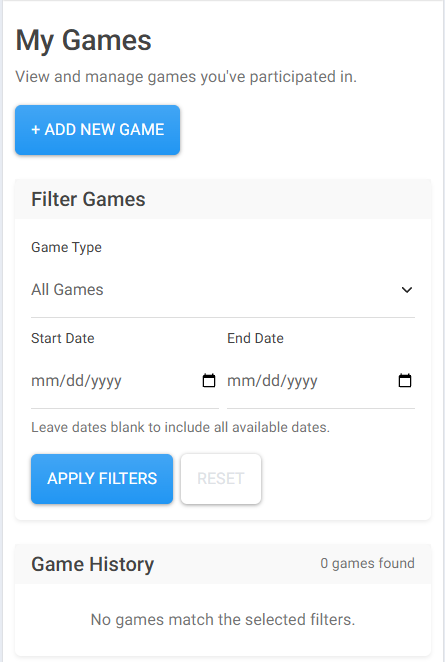 My Games
View and manage games you've participated in.
+ ADD NEW GAME
Filter Games
Game Type
All Games
Start Date End Date
mm/dd/yyyy mm/dd/yyyy
Leave dates blank to include all available dates.
APPLY FILTERS RESET
Game History 0 games found
No games match the selected filters.